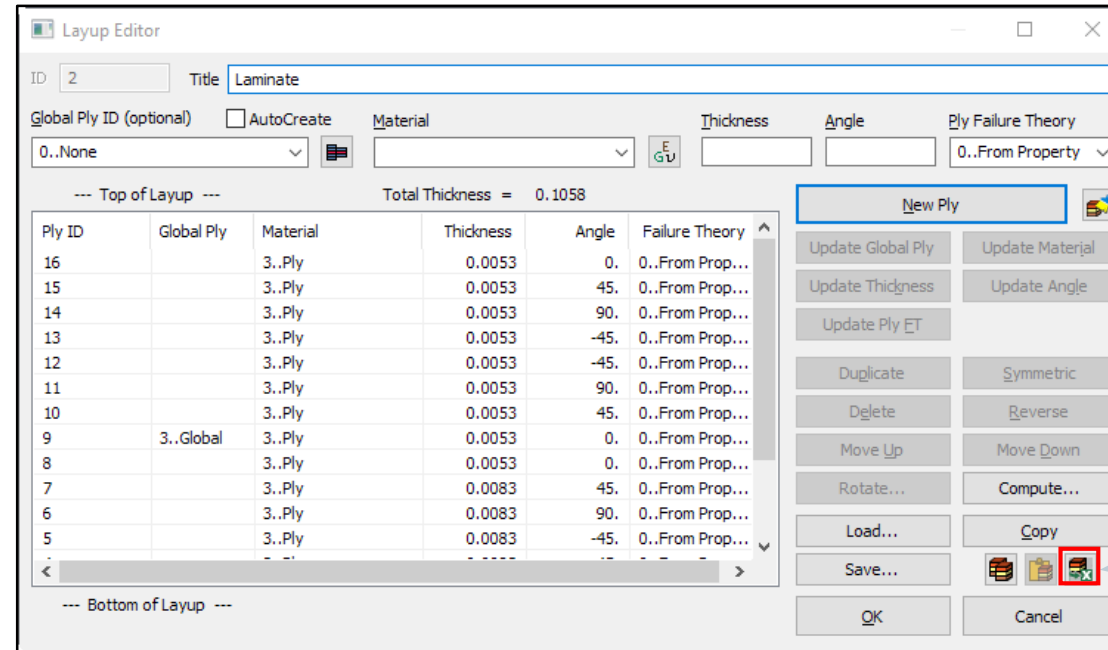 Layup Editor
ID 2 Title Laminate
Global Ply ID (optional) AutoCreate Material Thickness Angle Ply Failure Theory
0..None 0..From Property
--- Top of Layup --- Total Thickness = 0.1058 New Ply
Ply ID Global Ply Material Thickness Angle Failure Theory
Update Global Ply Update Material
16 3..Ply 0.0053 0. 0..From Prop...
15 3..Ply 0.0053 45. 0..From Prop... Update Thickness Update Angle
14 3..Ply 0.0053 90. 0..From Prop... Update Ply FT
13 3..Ply 0.0053 -45. 0..From Prop...
12 3..Ply 0.0053 -45. 0..From Prop... Duplicate Symmetric
11 3..Ply 0.0053 90. 0..From Prop...
10 3..Ply 0.0053 45. 0..From Prop... Delete Reverse
9 3..Global 3..Ply 0.0053 0. 0..From Prop... Move Up Move Down
8 3..Ply 0.0053 0. 0..From Prop...
7 3..Ply 0.0083 45. 0..From Prop... Rotate... Compute...
6 3..Ply 0.0083 90. 0..From Prop...
5 3..Ply 0.0083 -45. 0..From Prop... Load... Copy
Save...
--- Bottom of Layup --- OK Cancel